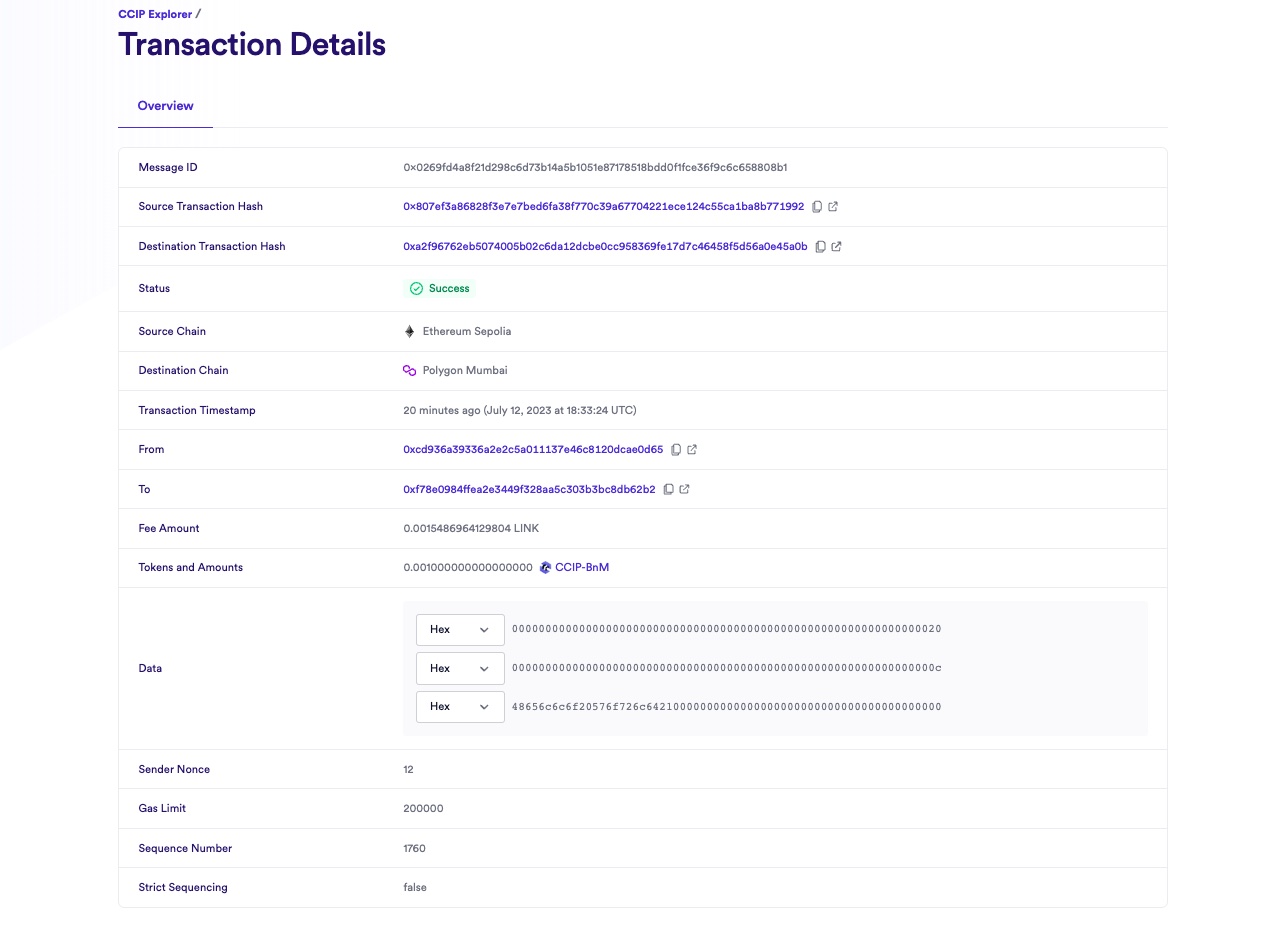 CCIP Explorer /
Transaction Details
Overview
Message ID 0x0269fd4a8f21d298c6d73b14a5b1051e87178518bdd0f1fce36f9c6c658808b1
Source Transaction Hash 0x807ef3a86828f3e7e7bed6fa38f770c39a67704221ece124c55ca1ba8b771992
Destination Transaction Hash 0xa2f96762eb5074005b02c6da12dcbe0cc958369fe17d7c46458f5d56a0e45a0b
Status Success
Source Chain Ethereum Sepolia
Destination Chain Polygon Mumbai
Transaction Timestamp 20 minutes ago (July 12, 2023 at 18:33:24 UTC)
From 0xcd936a39336a2e2c5a011137e46c8120dcae0d65
To 0xf78e0984ffea2e3449f328aa5c303b3bc8db62b2
Fee Amount 0.0015486964129804 LINK
Tokens and Amounts 0.001000000000000000 CCIP-BnM
Data
Hex 0000000000000000000000000000000000000000000000000000000000000020
Hex 000000000000000000000000000000000000000000000000000000000000000c
Hex 48656c6c6f20576f726c64210000000000000000000000000000000000000000
Sender Nonce 12
Gas Limit 200000
Sequence Number 1760
Strict Sequencing false